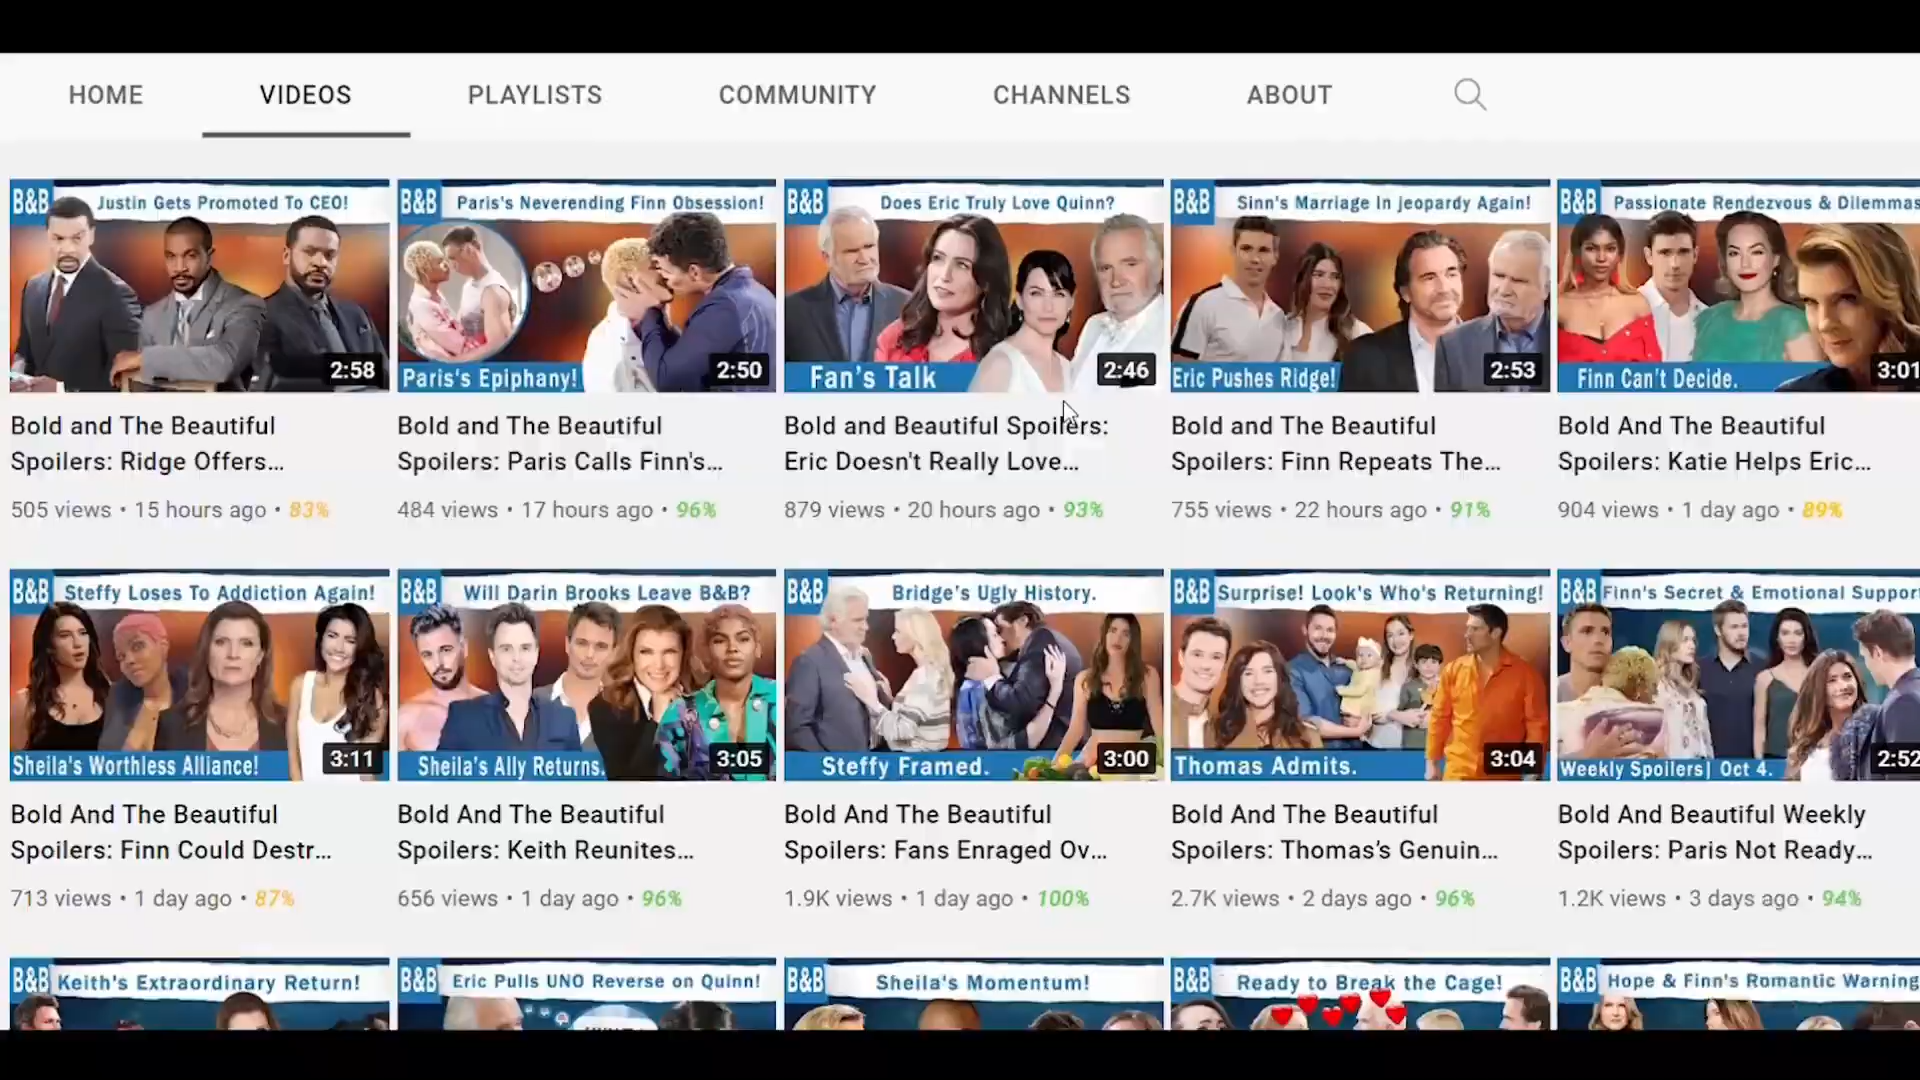 HOME VIDEOS PLAYLISTS COMMUNITY CHANNELS ABOUT
B&B Justin Gets Promoted To CEO!
2:58
Bold and The Beautiful
Spoilers: Ridge Offers...
505 views • 15 hours ago • 83%
B&B Paris's Neverending Finn Obsession!
Paris's Epiphany!
2:50
Bold and The Beautiful
Spoilers: Paris Calls Finn's...
484 views • 17 hours ago • 96%
B&B Does Eric Truly Love Quinn?
Fan's Talk
2:46
Bold and Beautiful Spoilers:
Eric Doesn't Really Love...
879 views • 20 hours ago • 93%
B&B Sinn's Marriage In Jeopardy Again!
Eric Pushes Ridge!
2:53
Bold and The Beautiful
Spoilers: Finn Repeats The...
755 views • 22 hours ago • 91%
B&B Passionate Rendezvous & Dilemmas
Finn Can't Decide.
3:01
Bold And The Beautiful
Spoilers: Katie Helps Eric...
904 views • 1 day ago • 89%
B&B Steffy Loses To Addiction Again!
Sheila's Worthless Alliance!
3:11
Bold And The Beautiful
Spoilers: Finn Could Destr...
713 views • 1 day ago • 87%
B&B Will Darin Brooks Leave B&B?
Sheila's Ally Returns.
3:05
Bold And The Beautiful
Spoilers: Keith Reunites...
656 views • 1 day ago • 96%
B&B Bridge's Ugly History.
Steffy Framed.
3:00
Bold And The Beautiful
Spoilers: Fans Enraged Ov...
1.9K views • 1 day ago • 100%
B&B Surprise! Look's Who's Returning!
Thomas Admits.
3:04
Bold And The Beautiful
Spoilers: Thomas's Genuin...
2.7K views • 2 days ago • 96%
B&B Finn's Secret & Emotional Support
Weekly Spoilers| Oct 4.
2:52
Bold And Beautiful Weekly
Spoilers: Paris Not Ready...
1.2K views • 3 days ago • 94%
B&B Keith's Extraordinary Return!
B&B Eric Pulls UNO Reverse on Quinn!
B&B Sheila's Momentum!
B&B Ready to Break the Cage!
B&B Hope & Finn's Romantic Warning